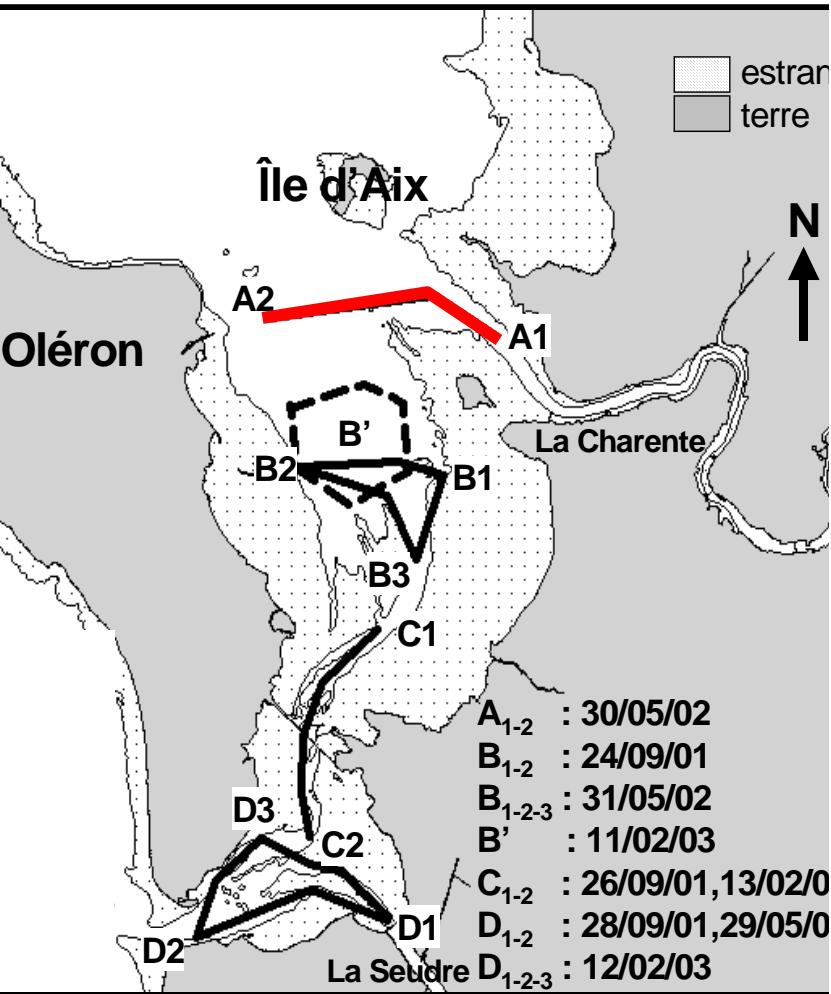 estran
terre
Île d'Aix
N
A2
A1
Oléron
B'
La Charente
B2
B1
B3
C1
A1-2 : 30/05/02
B1-2 : 24/09/01
B1-2-3 : 31/05/02
D3
C2
B' : 11/02/03
C1-2 : 26/09/01,13/02/0
D1
D1-2 : 28/09/01,29/05/0
D2
La Seudre
D1-2-3 : 12/02/03